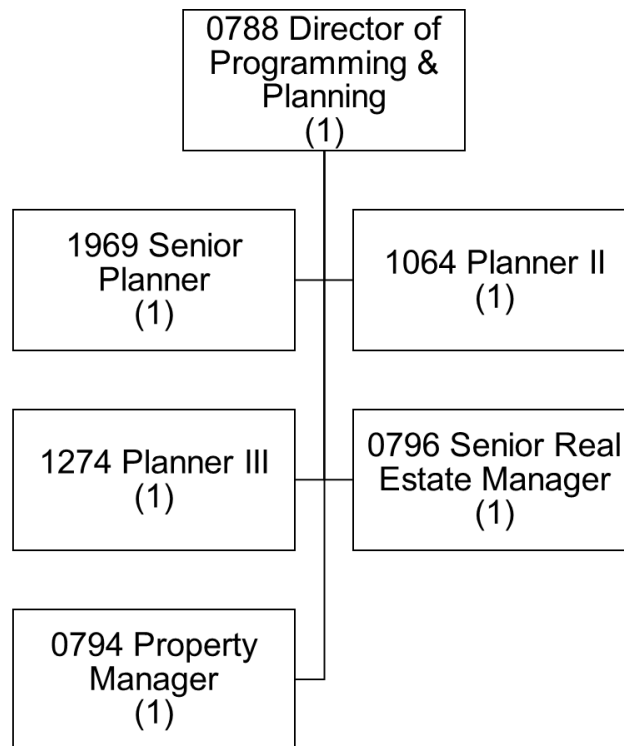 0788 Director of
Programming &
Planning
(1)
1969 Senior
Planner
(1)
1064 Planner II
(1)
1274 Planner III
(1)
0796 Senior Real
Estate Manager
(1)
0794 Property
Manager
(1)